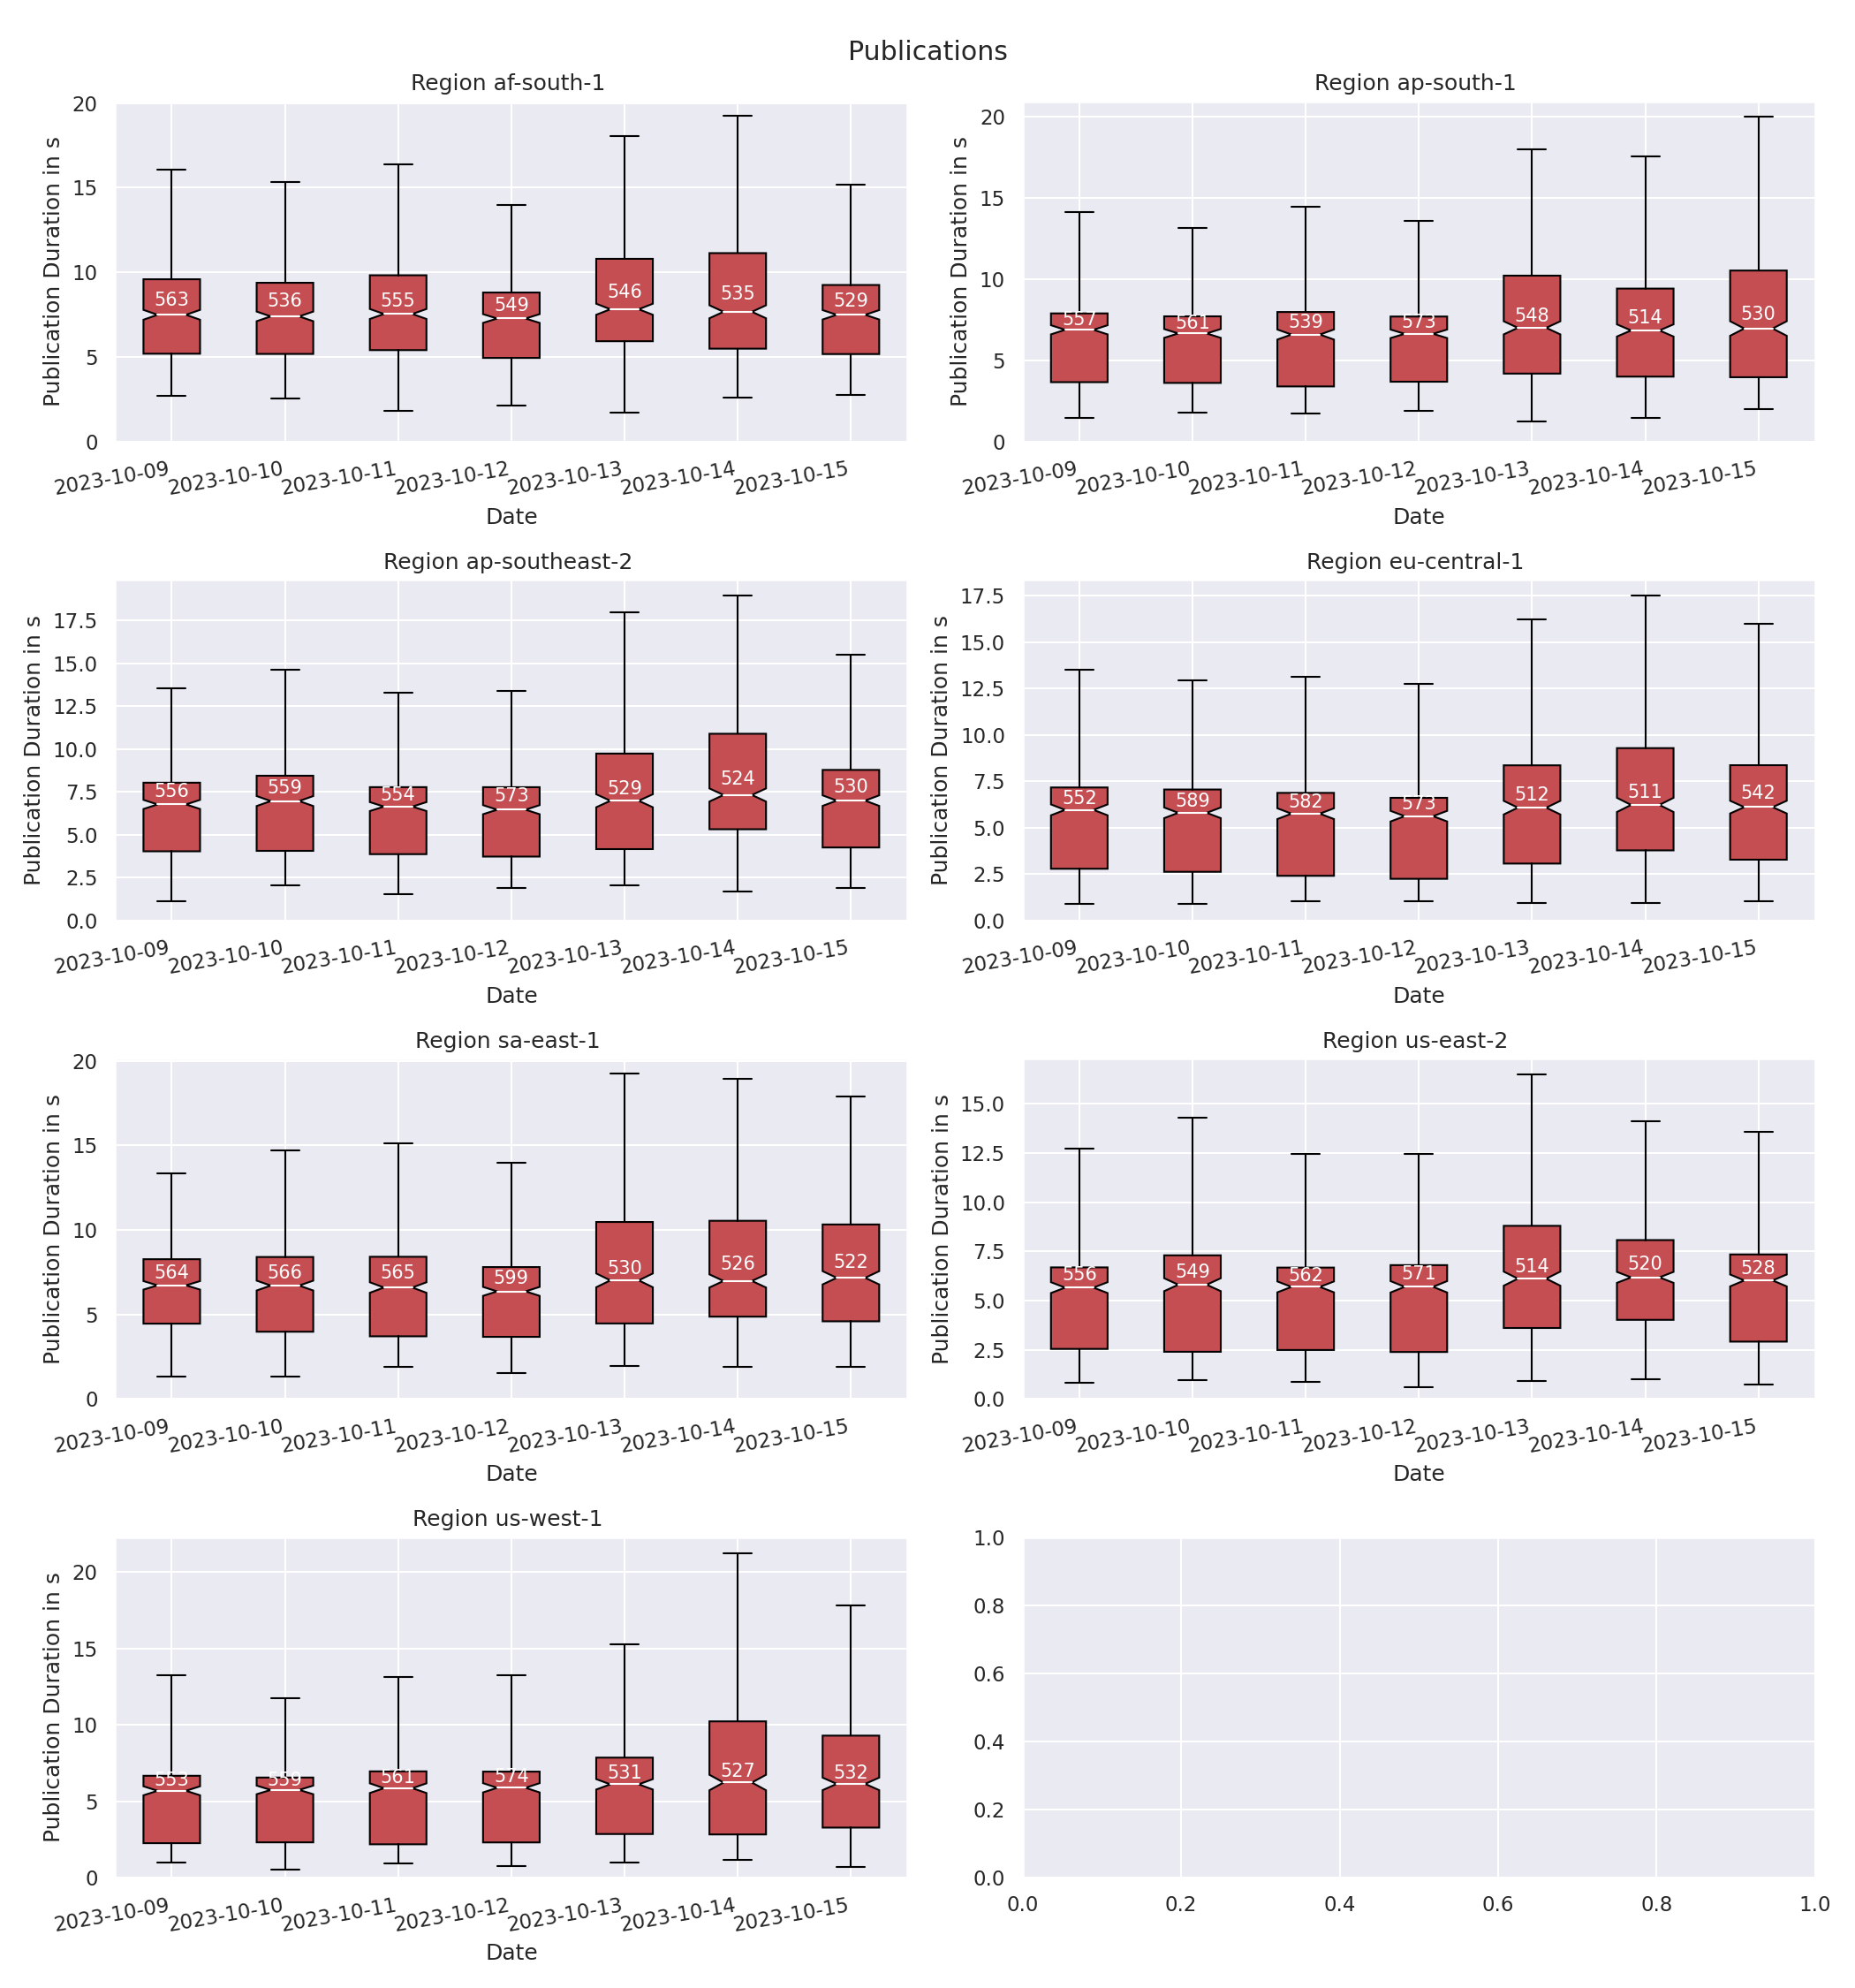 Publications
Region af-south-1
Publication Duration in s
20
15
10
5
0
563 536 555 549 546 535 529
2023-10-09 2023-10-10 2023-10-11 2023-10-12 2023-10-13 2023-10-14 2023-10-15
Date
Region ap-south-1
Publication Duration in s
20
15
10
5
0
557 561 539 573 548 514 530
2023-10-09 2023-10-10 2023-10-11 2023-10-12 2023-10-13 2023-10-14 2023-10-15
Date
Region ap-southeast-2
Publication Duration in s
17.5
15.0
12.5
10.0
7.5
5.0
2.5
0.0
556 559 554 573 529 524 530
2023-10-09 2023-10-10 2023-10-11 2023-10-12 2023-10-13 2023-10-14 2023-10-15
Date
Region eu-central-1
Publication Duration in s
17.5
15.0
12.5
10.0
7.5
5.0
2.5
0.0
552 589 582 573 512 511 542
2023-10-09 2023-10-10 2023-10-11 2023-10-12 2023-10-13 2023-10-14 2023-10-15
Date
Region sa-east-1
Publication Duration in s
20
15
10
5
0
564 566 565 599 530 526 522
2023-10-09 2023-10-10 2023-10-11 2023-10-12 2023-10-13 2023-10-14 2023-10-15
Date
Region us-east-2
Publication Duration in s
15.0
12.5
10.0
7.5
5.0
2.5
0.0
556 549 562 571 514 520 528
2023-10-09 2023-10-10 2023-10-11 2023-10-12 2023-10-13 2023-10-14 2023-10-15
Date
Region us-west-1
Publication Duration in s
20
15
10
5
0
553 559 561 574 531 527 532
2023-10-09 2023-10-10 2023-10-11 2023-10-12 2023-10-13 2023-10-14 2023-10-15
Date
1.0
0.8
0.6
0.4
0.2
0.0
0.0 0.2 0.4 0.6 0.8 1.0